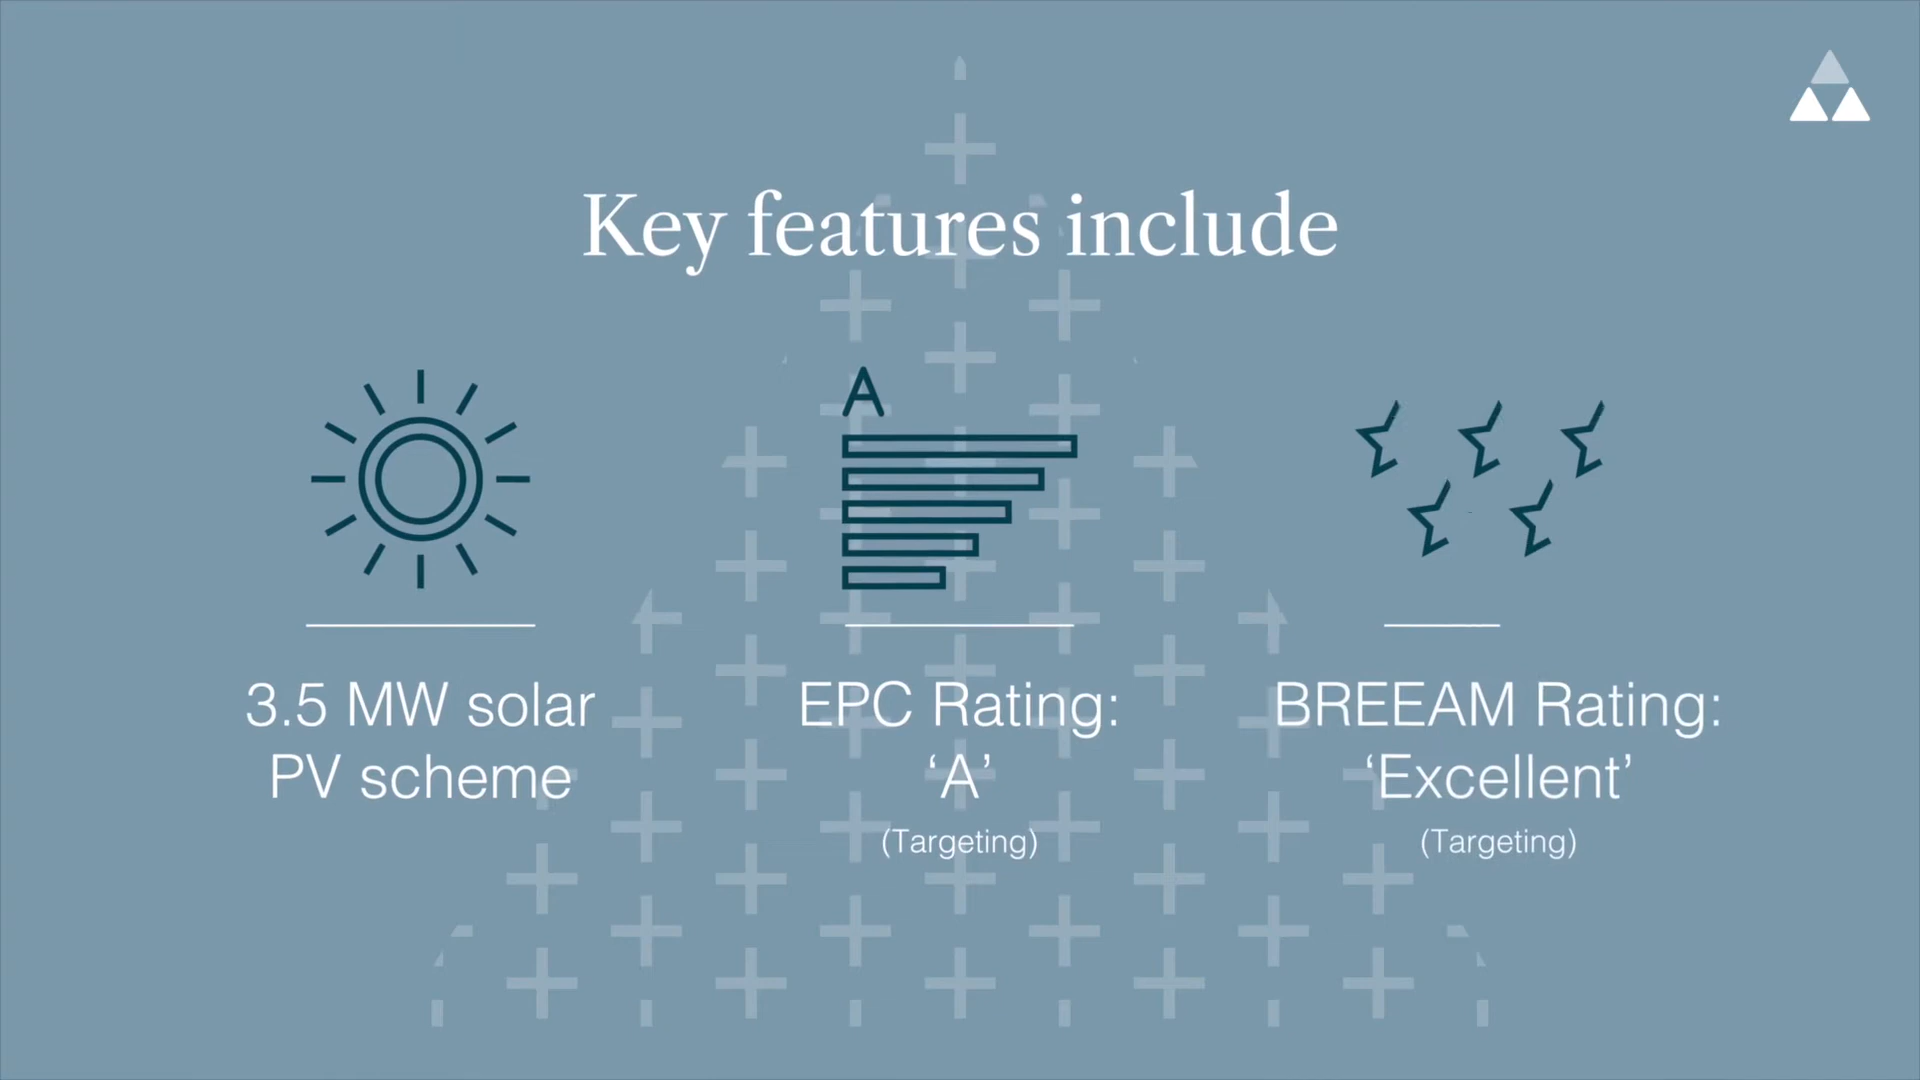 Key features include
A
3.5 MW solar
PV scheme
EPC Rating:
‘A’
(Targeting)
BREEAM Rating:
‘Excellent’
(Targeting)